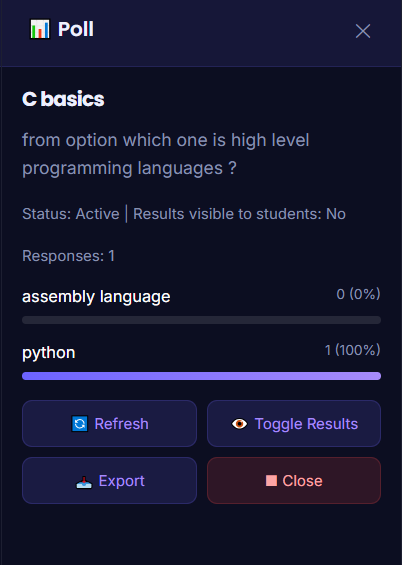 Poll
C basics
from option which one is high level
programming languages ?
Status: Active | Results visible to students: No
Responses: 1
assembly language 0 (0%)
python 1 (100%)
Refresh Toggle Results
Export Close